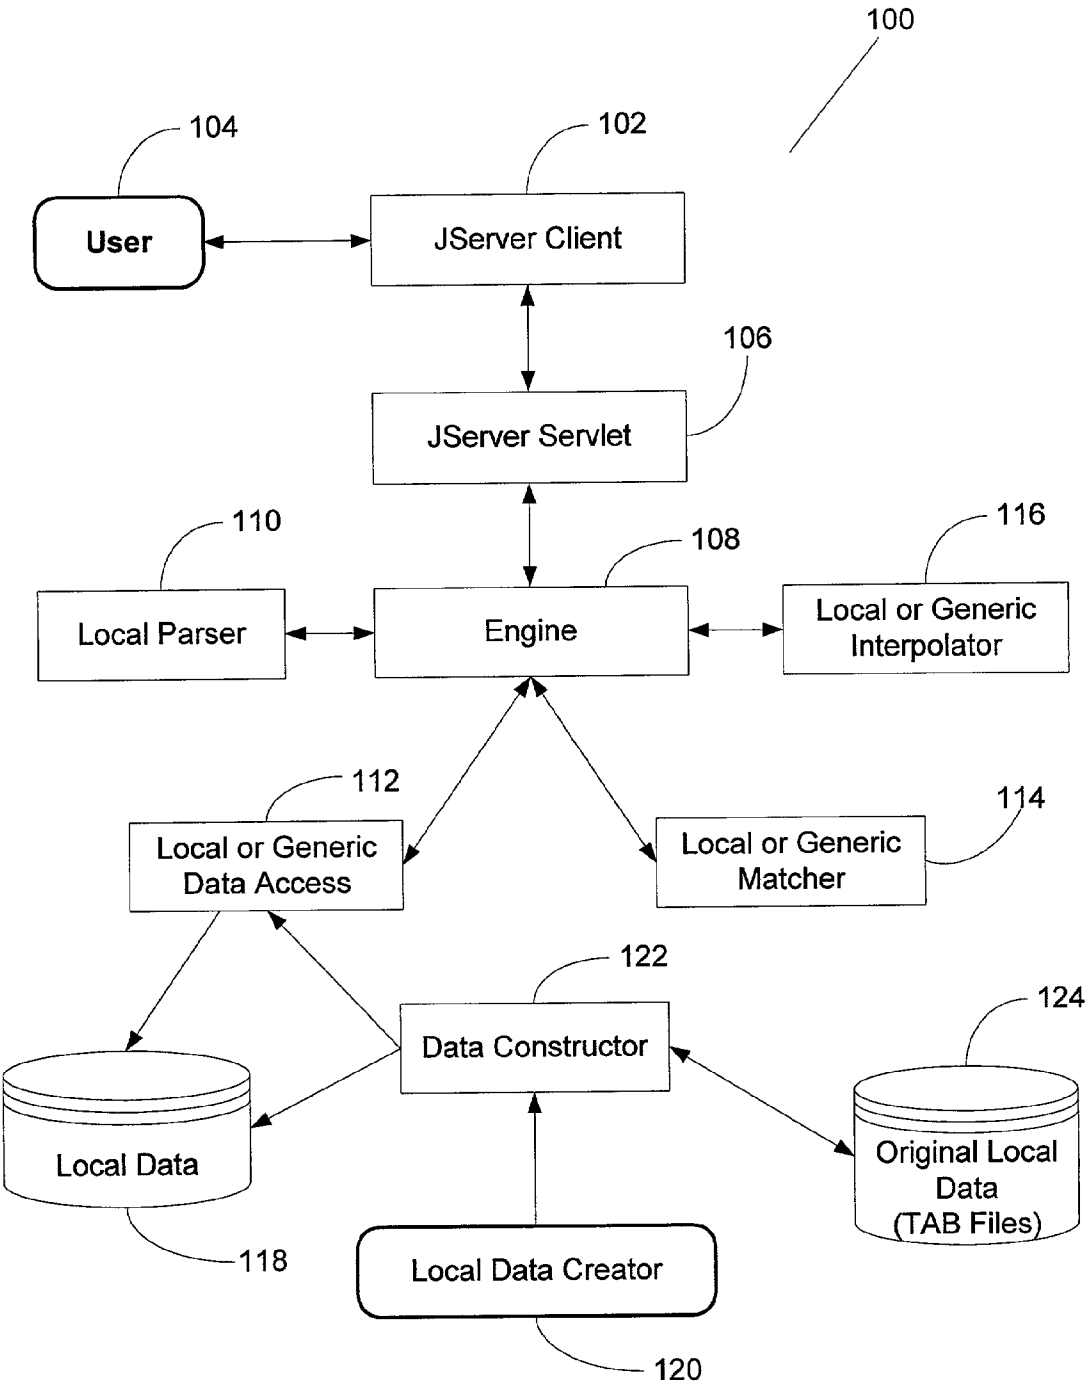 100
104
102
User
JServer Client
106
JServer Servlet
110
108
116
Local Parser
Engine
Local or Generic
Interpolator
112
114
Local or Generic
Data Access
Local or Generic
Matcher
122
124
Data Constructor
Local Data
Original Local
Data
(TAB Files)
118
Local Data Creator
120